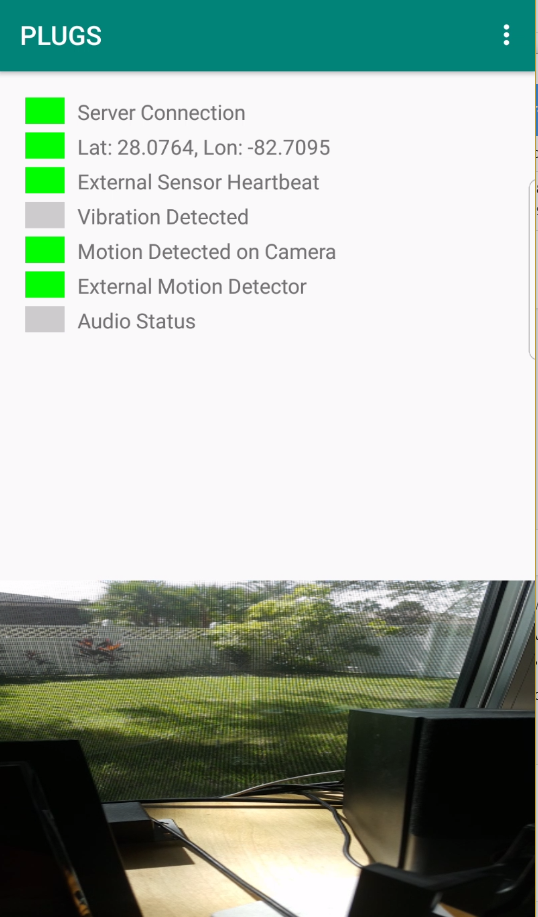 PLUGS
Server Connection
Lat: 28.0764, Lon: -82.7095
External Sensor Heartbeat
Vibration Detected
Motion Detected on Camera
External Motion Detector
Audio Status